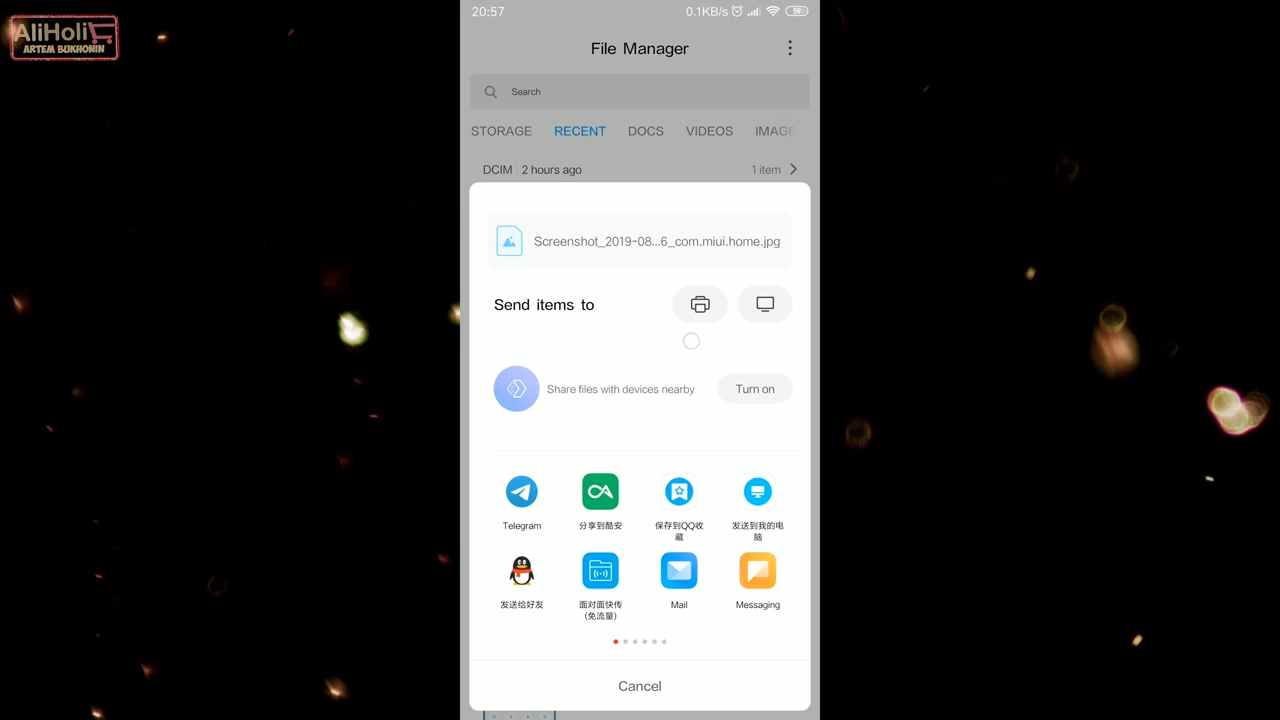 AliHolic
ARTEM BUKHONIN
20:57
0.1KB/s
59
File Manager
Search
STORAGE RECENT DOCS VIDEOS IMAGE
DCIM 2 hours ago 1 item
Screenshot_2019-08...6_com.miui.home.jpg
Send items to
Share files with devices nearby
Turn on
Telegram
分享到酷安
保存到QQ收
藏
发送到我的电
脑
发送给好友
面对面快传
(免流量)
Mail
Messaging
Cancel